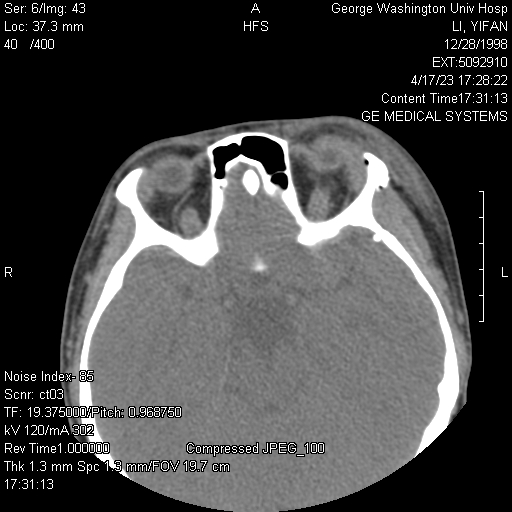 Ser: 6/Img: 43
Loc: 37.3 mm
40 /400
A
HFS
George Washington Univ Hosp
LI, YIFAN
12/28/1998
EXT:5092910
4/17/23 17:28:22
Content Time17:31:13
GE MEDICAL SYSTEMS
R
L
Noise Index- 85
Scnr: ct03
TF: 19.375000/Pitch: 0.968750
kV 120/mA 302
Rev Time1.000000
Compressed JPEG_100
Thk 1.3 mm Spc 1.3 mm/FOV 19.7 cm
17:31:13